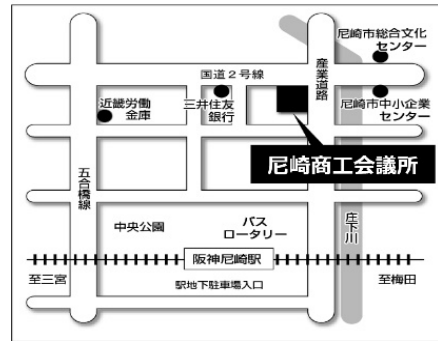 尼崎市総合文化
センター
国道2号線
産業道路
近畿労働
金庫
三井住友
銀行
尼崎市中小企業
センター
尼崎商工会議所
五合橋線
中央公園
バス
ロータリー
庄下川
阪神尼崎駅
至三宮
駅地下駐車場入口
至梅田